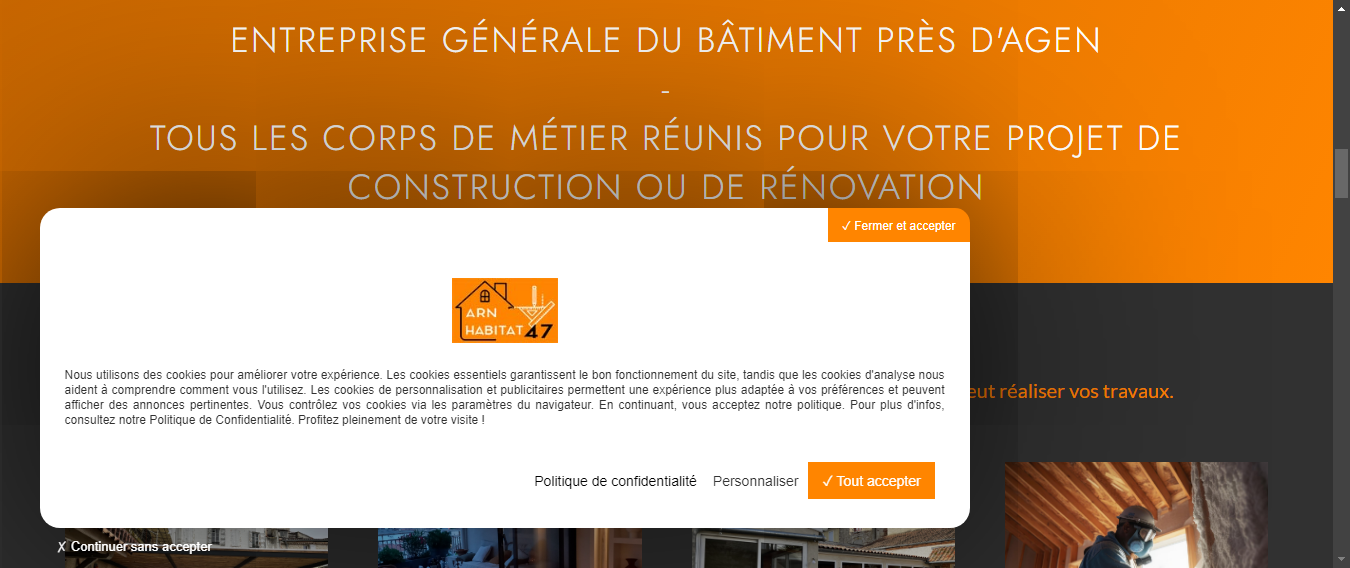 ENTREPRISE GÉNÉRALE DU BÂTIMENT PRÈS D'AGEN
-
TOUS LES CORPS DE MÉTIER RÉUNIS POUR VOTRE PROJET DE
CONSTRUCTION OU DE RÉNOVATION
✓ Fermer et accepter
ARN
HABITAT 47
Nous utilisons des cookies pour améliorer votre expérience. Les cookies essentiels garantissent le bon fonctionnement du site, tandis que les cookies d'analyse nous
aident à comprendre comment vous l'utilisez. Les cookies de personnalisation et publicitaires permettent une expérience plus adaptée à vos préférences et peuvent
afficher des annonces pertinentes. Vous contrôlez vos cookies via les paramètres du navigateur. En continuant, vous acceptez notre politique. Pour plus d'infos,
consultez notre Politique de Confidentialité. Profitez pleinement de votre visite !
eut réaliser vos travaux.
Politique de confidentialité Personnaliser ✓ Tout accepter
✗ Continuer sans accepter